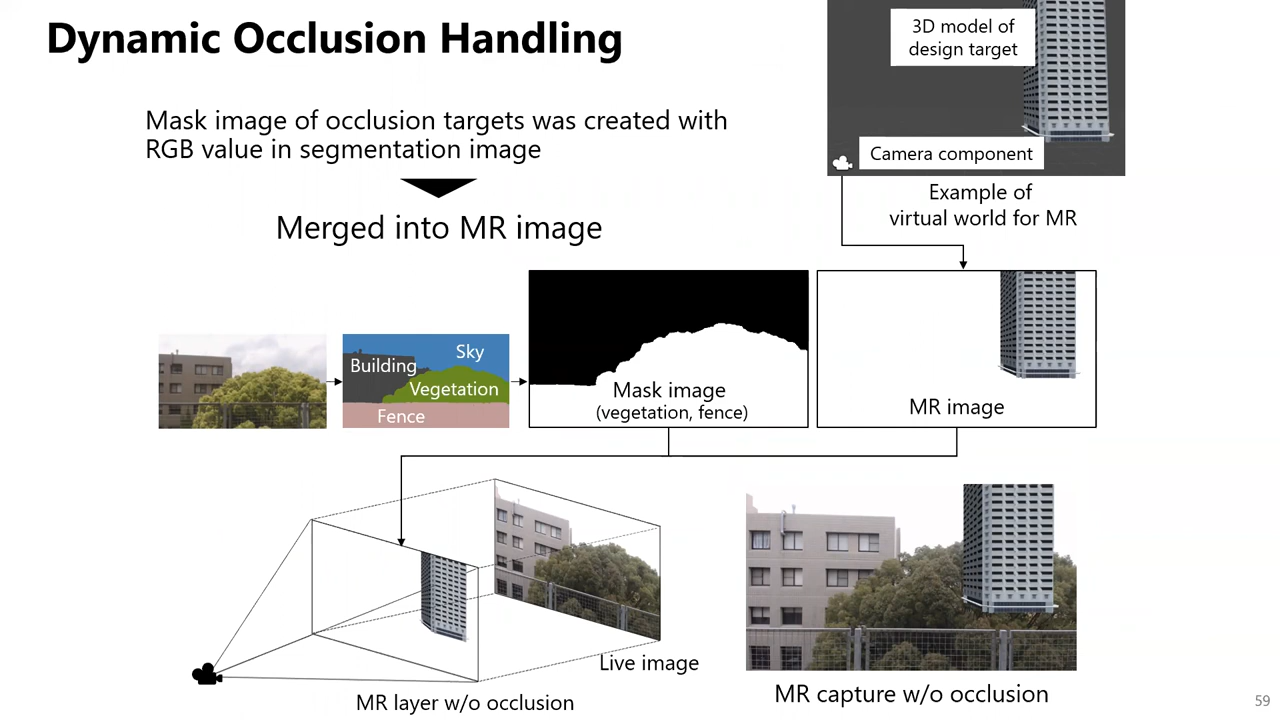 Dynamic Occlusion Handling
3D model of
design target
Mask image of occlusion targets was created with
RGB value in segmentation image
Camera component
Example of
virtual world for MR
Merged into MR image
Sky
Building
Vegetation
Fence
Mask image
(vegetation, fence)
MR image
Live image
MR layer w/o occlusion
MR capture w/o occlusion
59